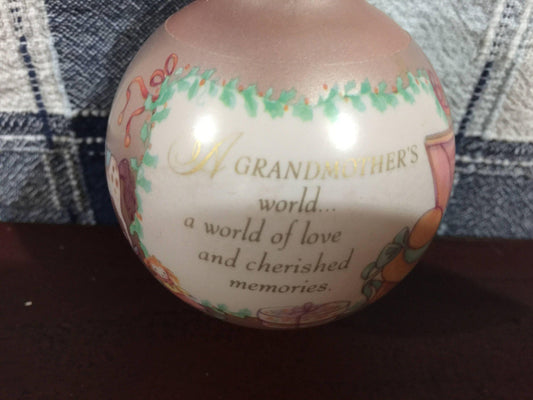 A GRANDMOTHER'S
world...
a world of love
and cherished
memories.